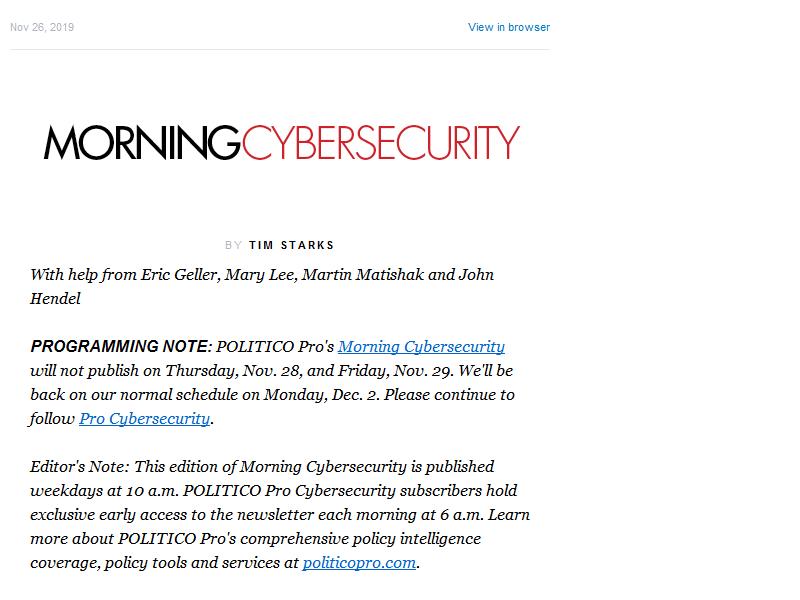 Nov 26, 2019
View in browser
MORNINGCYBERSECURITY
BY TIM STARKS
With help from Eric Geller, Mary Lee, Martin Matishak and John
Hendel
PROGRAMMING NOTE: POLITICO Pro's Morning Cybersecurity
will not publish on Thursday, Nov. 28, and Friday, Nov. 29. We'll be
back on our normal schedule on Monday, Dec. 2. Please continue to
follow Pro Cybersecurity.
Editor's Note: This edition of Morning Cybersecurity is published
weekdays at 10 a.m. POLITICO Pro Cybersecurity subscribers hold
exclusive early access to the newsletter each morning at 6 a.m. Learn
more about POLITICO Pro's comprehensive policy intelligence
coverage, policy tools and services at politicopro.com.